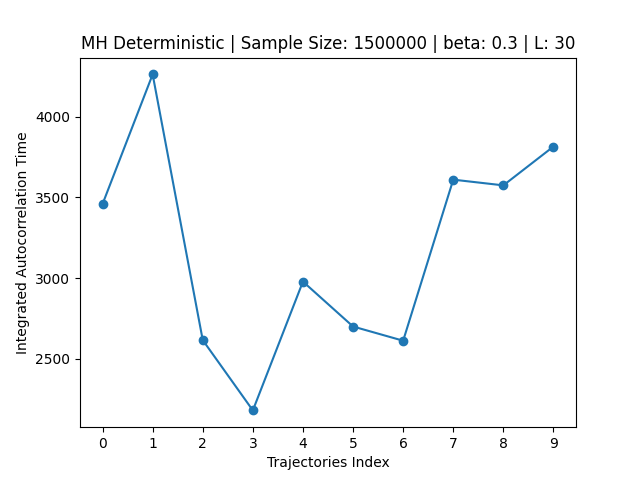 MH Deterministic | Sample Size: 1500000 | beta: 0.3 | L: 30
Integrated Autocorrelation Time
4000
3500
3000
2500
0 1 2 3 4 5 6 7 8 9
Trajectories Index